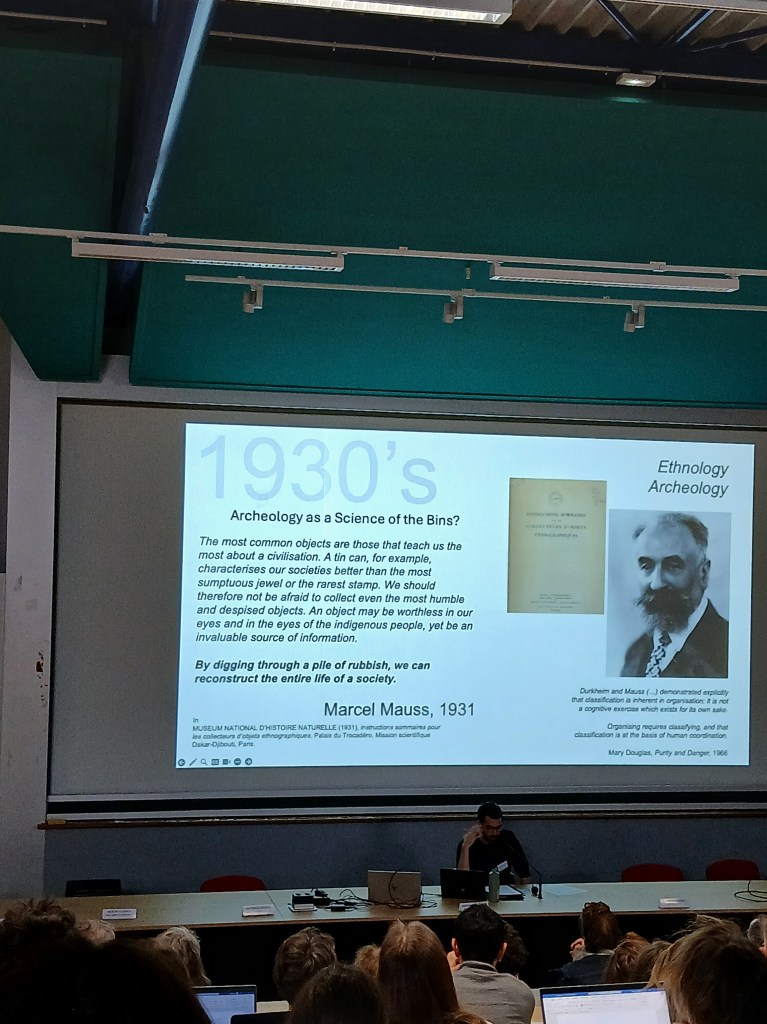 1930's
Ethnology
Archeology
Archeology as a Science of the Bins?
The most common objects are those that teach us the
most about a civilisation. A tin can, for example,
characterises our societies better than the most
sumptuous jewel or the rarest stamp. We should
therefore not be afraid to collect even the most humble
and despised objects. An object may be worthless in our
eyes and in the eyes of the indigenous people, yet be an
invaluable source of information.
By digging through a pile of rubbish, we can
reconstruct the entire life of a society.
Marcel Mauss, 1931
In
MUSEUM NATIONAL D'HISTOIRE NATURELLE (1931), instructions sommaires pour
les collecteurs d'objets ethnographiques, Palais du Trocadéro, Mission scientifique
Dakar-Djibouti, Paris.
Durkheim and Mauss (...) demonstrated explicitly
that classification is inherent in organisation; it is not
a cognitive exercise which exists for its own sake.
Organising requires classifying, and that
classification is at the basis of human coordination.
Mary Douglas, Purity and Danger, 1966